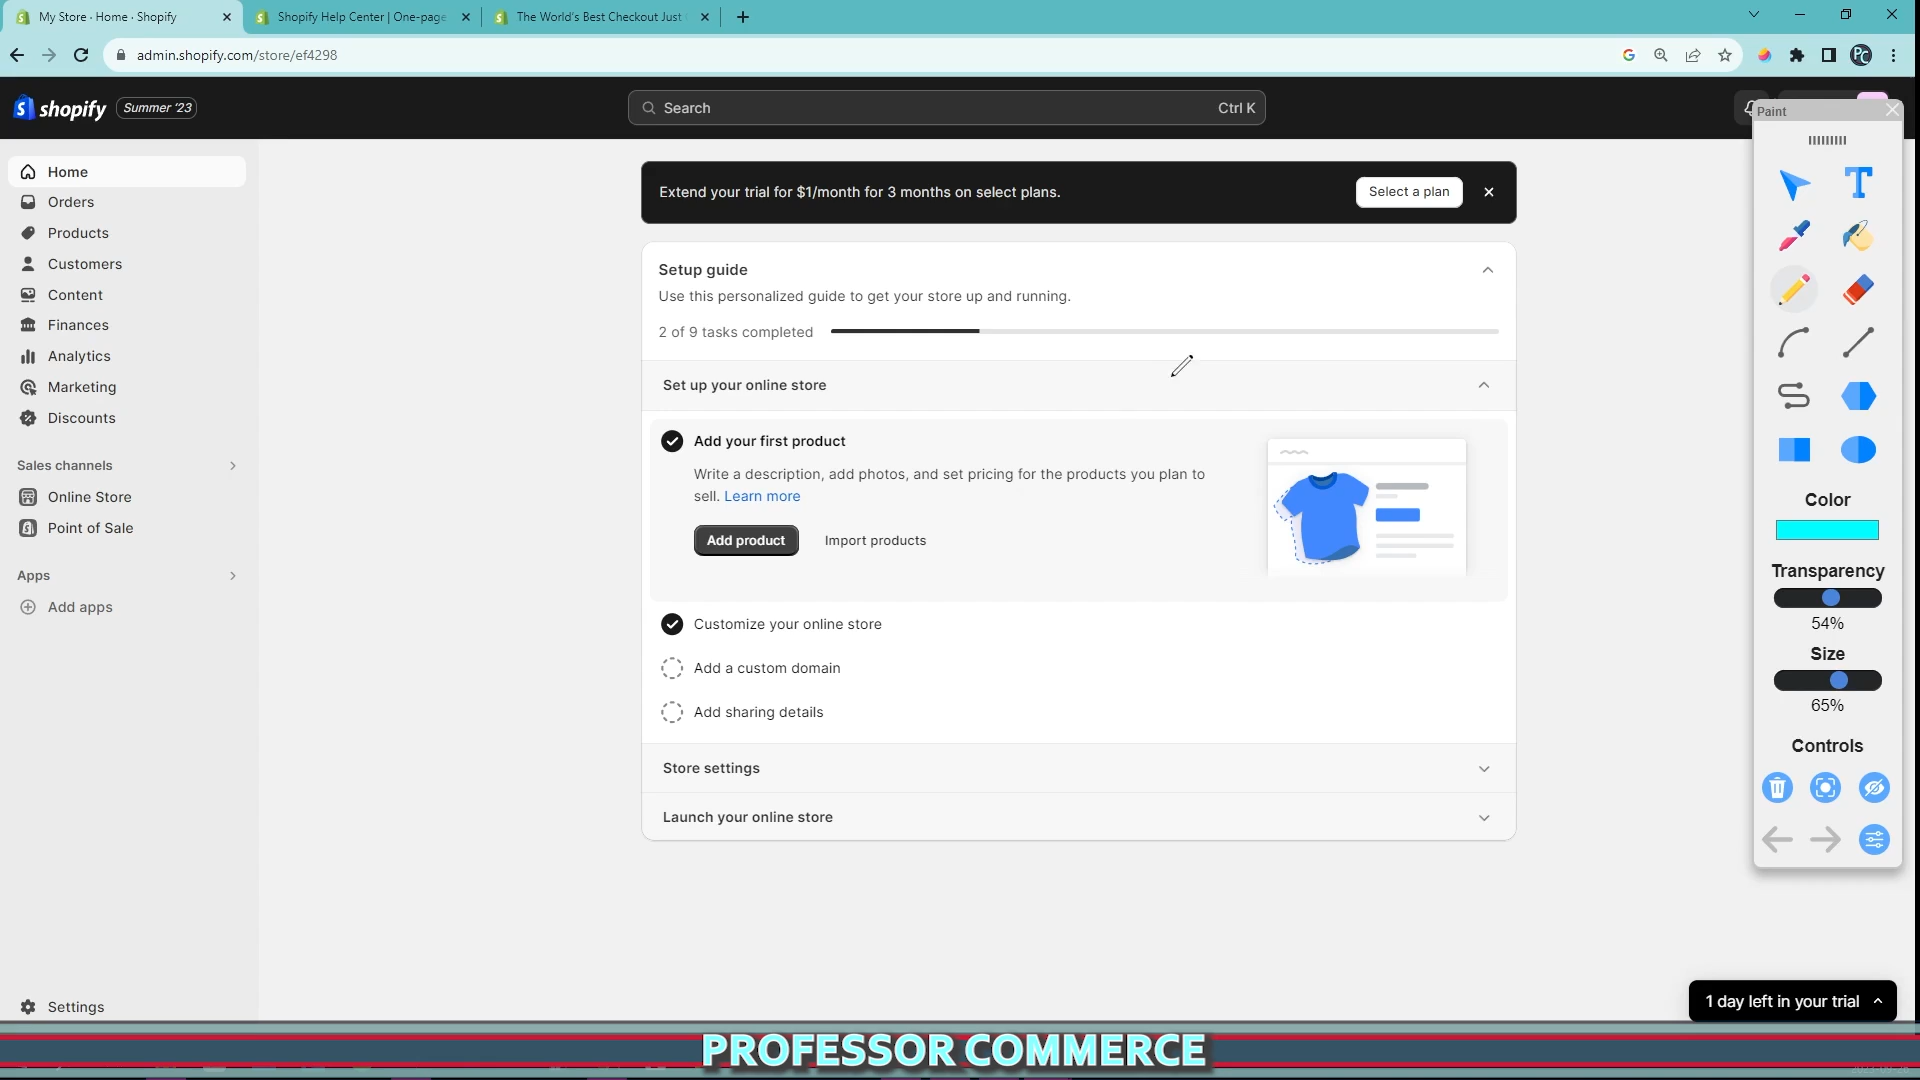 My Store · Home · Shopify
Shopify Help Center | One-page
The World's Best Checkout Just
admin.shopify.com/store/ef4298
shopify
Summer '23
Search
Ctrl K
Paint
Home
Orders
Products
Customers
Content
Finances
Analytics
Marketing
Discounts
Sales channels
Online Store
Point of Sale
Apps
Add apps
Settings
Extend your trial for $1/month for 3 months on select plans.
Select a plan
Setup guide
Use this personalized guide to get your store up and running.
2 of 9 tasks completed
Set up your online store
Add your first product
Write a description, add photos, and set pricing for the products you plan to
sell. Learn more
Add product
Import products
Customize your online store
Add a custom domain
Add sharing details
Store settings
Launch your online store
T
Color
Transparency
54%
Size
65%
Controls
1 day left in your trial
PROFESSOR COMMERCE